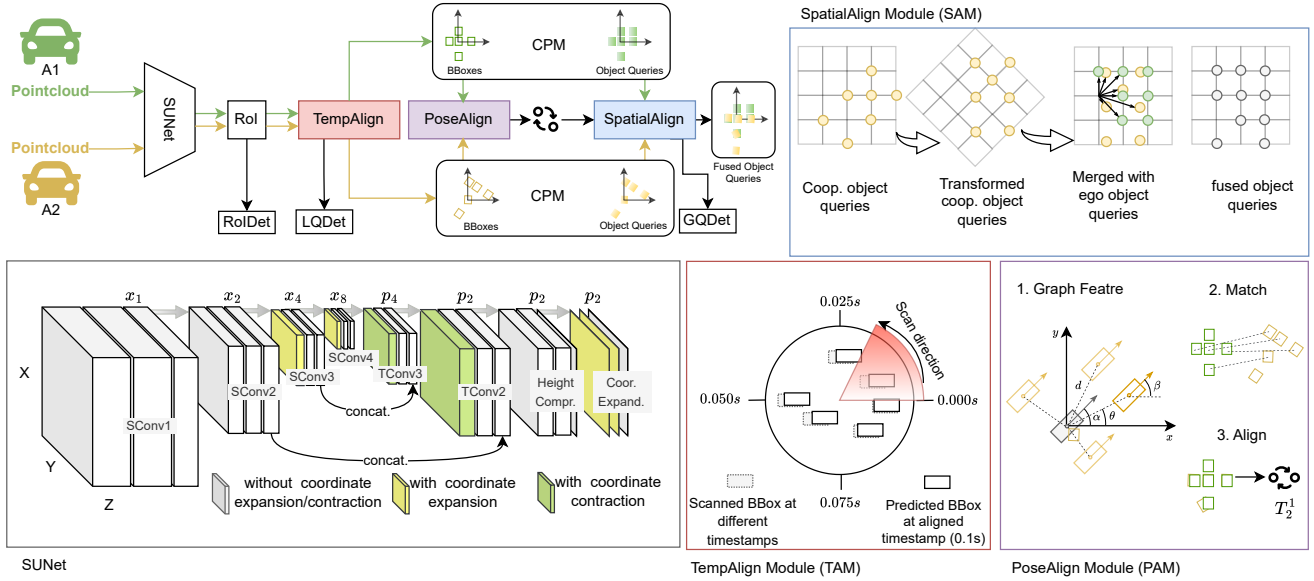 A1
Pointcloud
Pointcloud
A2
SUNet
RoI
TempAlign
PoseAlign
SpatialAlign
RoIDet
LQDet
GQDet
CPM
BBoxes
Object Queries
CPM
BBoxes
Object Queries
Fused Object
Queries
SpatialAlign Module (SAM)
Coop. object
queries
Transformed
coop. object
queries
Merged with
ego object
queries
fused object
queries
x₁
x₂
x₄
x₈
p₄
p₂
p₂
p₂
X
Y
Z
SConv1
SConv2
SConv3
SConv4
TConv3
TConv2
Height
Compr.
Coor.
Expand.
concat.
concat.
without coordinate
expansion/contraction
with coordinate
expansion
with coordinate
contraction
SUNet
0.025s
Scan direction
0.050s
0.000s
0.075s
Scanned BBox at
different
timestamps
Predicted BBox
at aligned
timestamp (0.1s)
TempAlign Module (TAM)
1. Graph Featre
y
d
α
θ
β
x
2. Match
3. Align
T₂¹
PoseAlign Module (PAM)